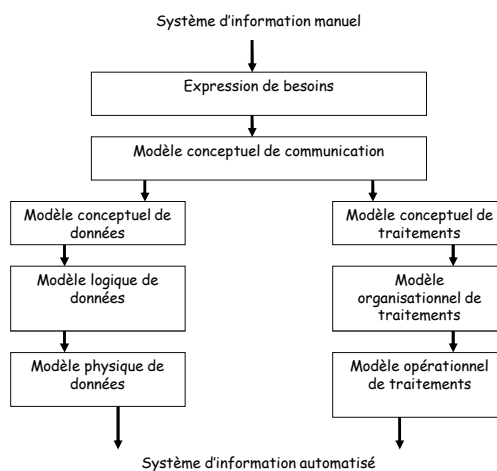 Système d'information manuel
Expression de besoins
Modèle conceptuel de communication
Modèle conceptuel de
données
Modèle conceptuel de
traitements
Modèle logique de
données
Modèle
organisationnel de
traitements
Modèle physique de
données
Modèle opérationnel
de traitements
Système d'information automatisé